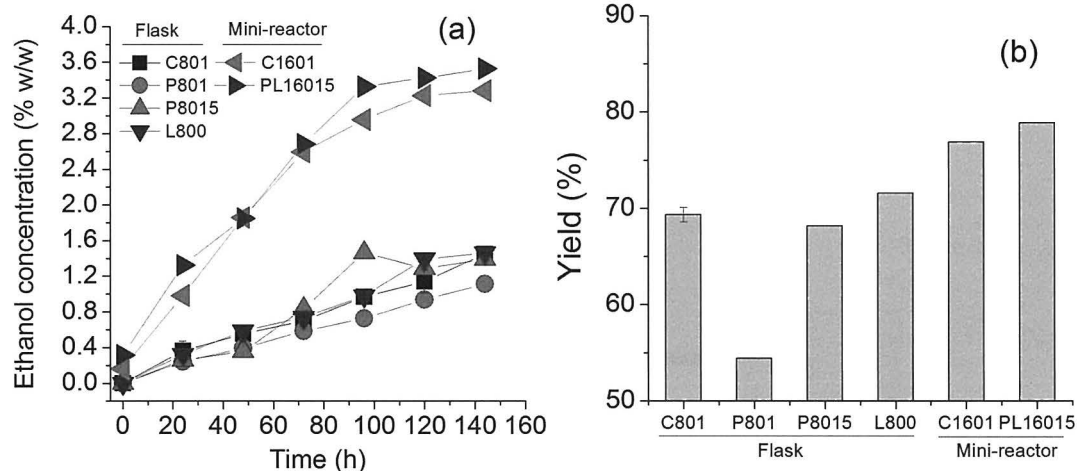 (a)
Flask Mini-reactor
C801 C1601
P801 PL16015
P8015
L800
Ethanol concentration (% w/w)
4.0
3.6
3.2
2.8
2.4
2.0
1.6
1.2
0.8
0.4
0.0
0 20 40 60 80 100 120 140 160
Time (h)
(b)
Yield (%)
90
80
70
60
50
C801 P801 P8015 L800 C1601 PL16015
Flask Mini-reactor